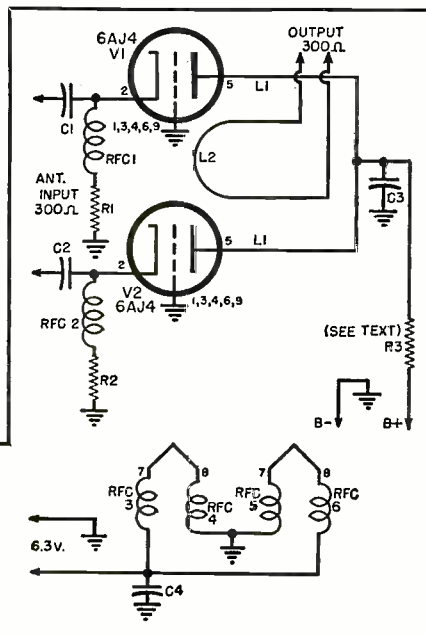 6AJ4
V1
OUTPUT
300Ω
2
5
L1
C1
1,3,4,6,9
RFC1
L2
ANT.
INPUT
300Ω
R1
C3
C2
2
5
L1
V2
6AJ4
1,3,4,6,9
RFC 2
(SEE TEXT)
R3
R2
B-
B+
7
8
7
8
RFC
3
RFC
4
RFC
5
RFC
6
6.3v.
C4